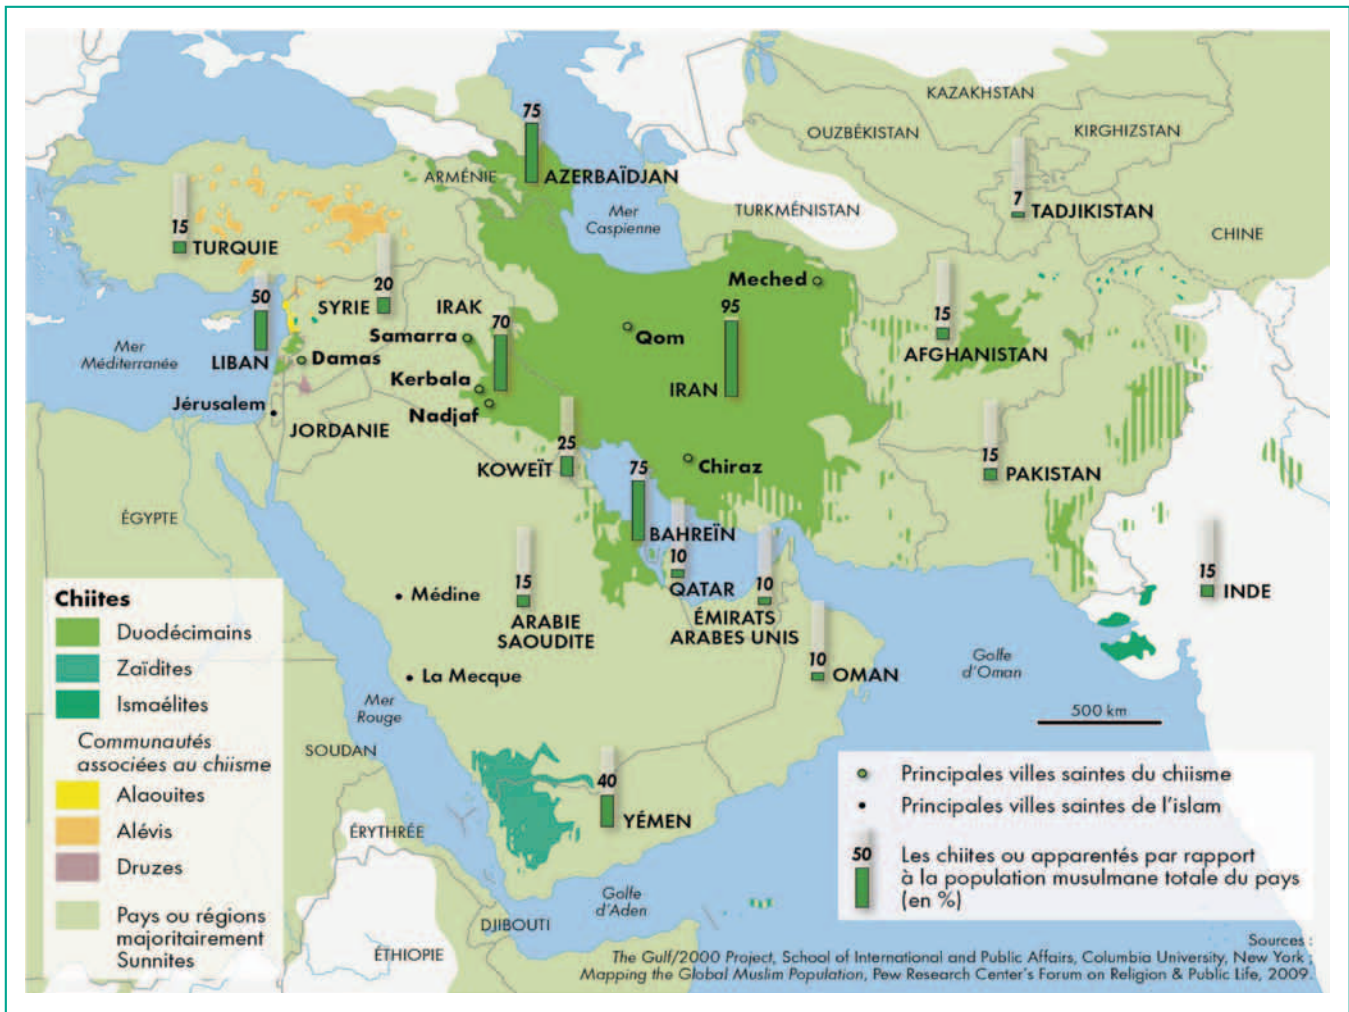 KAZAKHSTAN
OUZBÉKISTAN
KIRGHIZSTAN
75
AZERBAÏDJAN
ARMÉNIE
Mer
Caspienne
TURKMÉNISTAN
7
TADJIKISTAN
CHINE
15
TURQUIE
20
SYRIE
50
LIBAN
Mer
Méditerranée
IRAK
70
Samarra
Damas
Kerbala
Nadjaf
Jérusalem
JORDANIE
Meched
Qom
95
IRAN
Chiraz
15
AFGHANISTAN
15
PAKISTAN
25
KOWEÏT
75
BAHREÏN
10
QATAR
10
ÉMIRATS
ARABES UNIS
15
INDE
ÉGYPTE
Médine
15
ARABIE
SAOUDITE
La Mecque
10
OMAN
Golfe
d'Oman
500 km
Mer
Rouge
SOUDAN
40
YÉMEN
ÉRYTHRÉE
Golfe
d'Aden
DJIBOUTI
ÉTHIOPIE
Chiites
Duodécimains
Zaïdites
Ismaélites
Communautés
associées au chiisme
Alaouites
Alévis
Druzes
Pays ou régions
majoritairement
Sunnites
Principales villes saintes du chiisme
Principales villes saintes de l'islam
50
Les chiites ou apparentés par rapport
à la population musulmane totale du pays
(en %)
Sources :
The Gulf/2000 Project, School of International and Public Affairs, Columbia University, New York ;
Mapping the Global Muslim Population, Pew Research Center's Forum on Religion & Public Life, 2009.